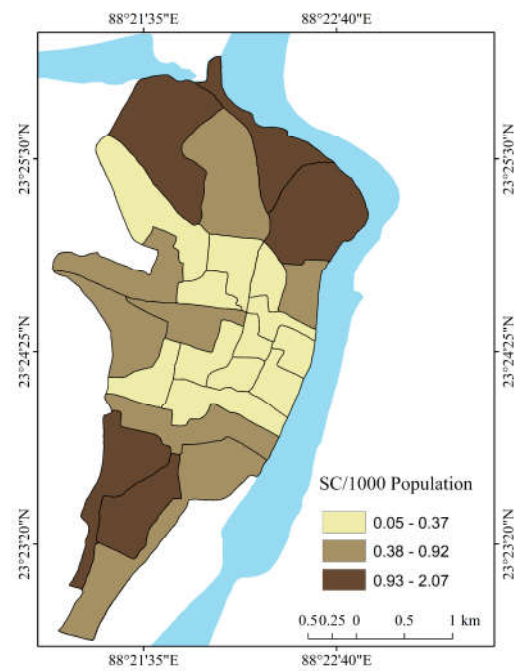 88°21'35"E 88°22'40"E
23°25'30"N 23°25'30"N
23°24'25"N 23°24'25"N
23°23'20"N 23°23'20"N
SC/1000 Population
0.05 - 0.37
0.38 - 0.92
0.93 - 2.07
0.50.25 0 0.5 1 km
88°21'35"E 88°22'40"E